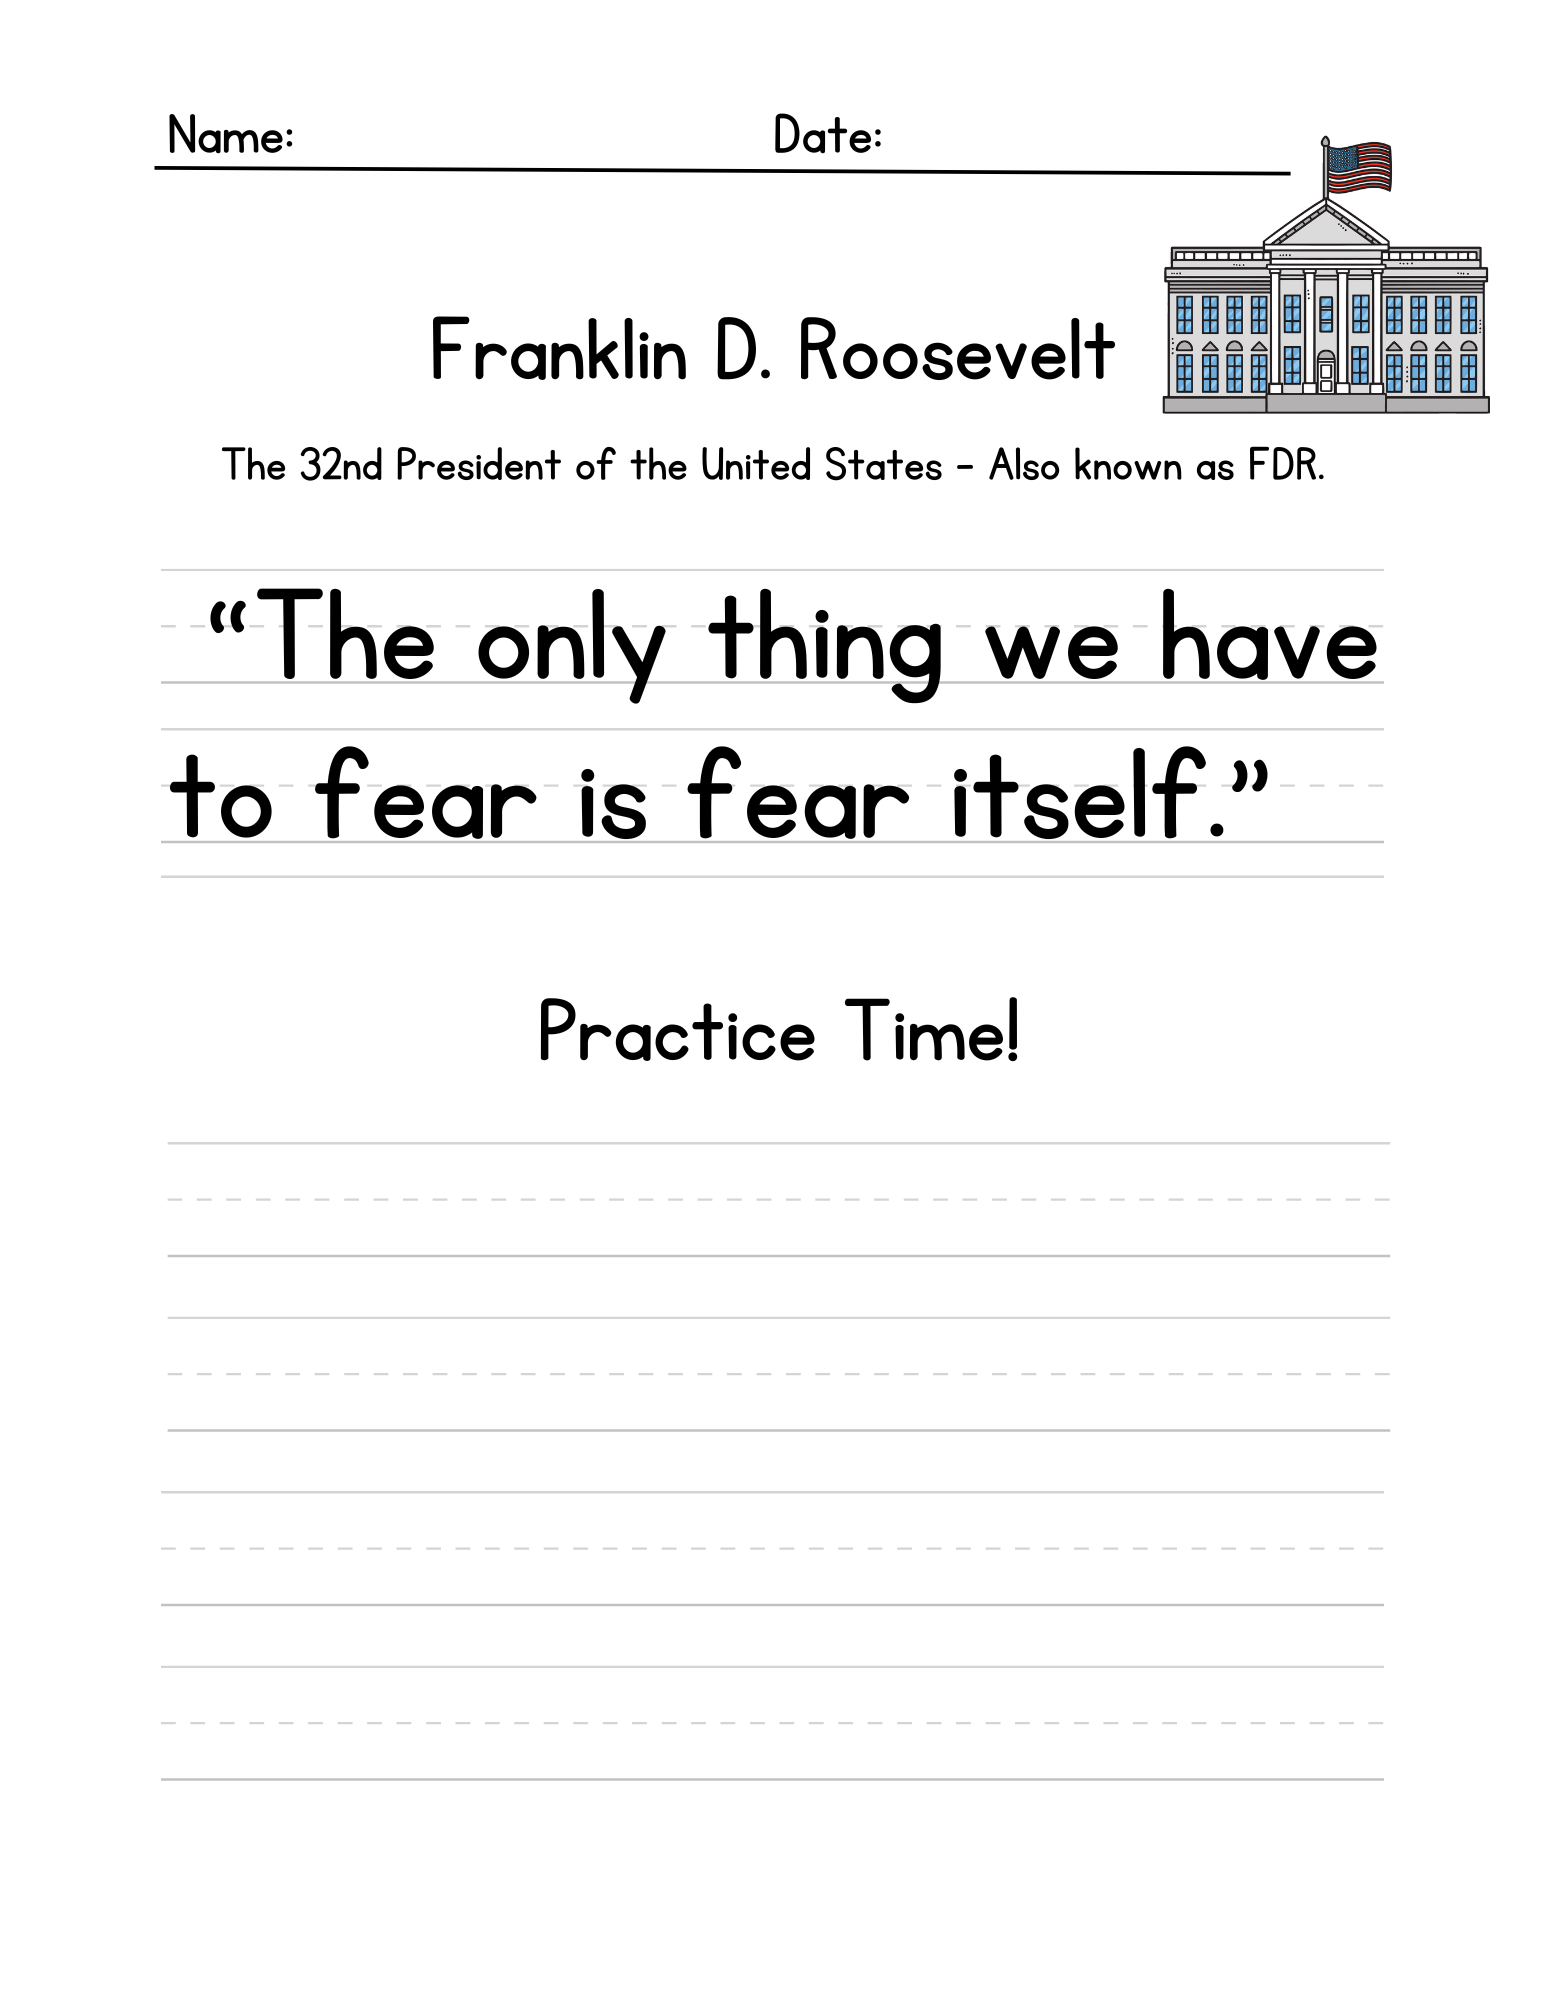 Name: Date:
Franklin D. Roosevelt
The 32nd President of the United States - Also known as FDR.
“The only thing we have
to fear is fear itself.”
Practice Time!